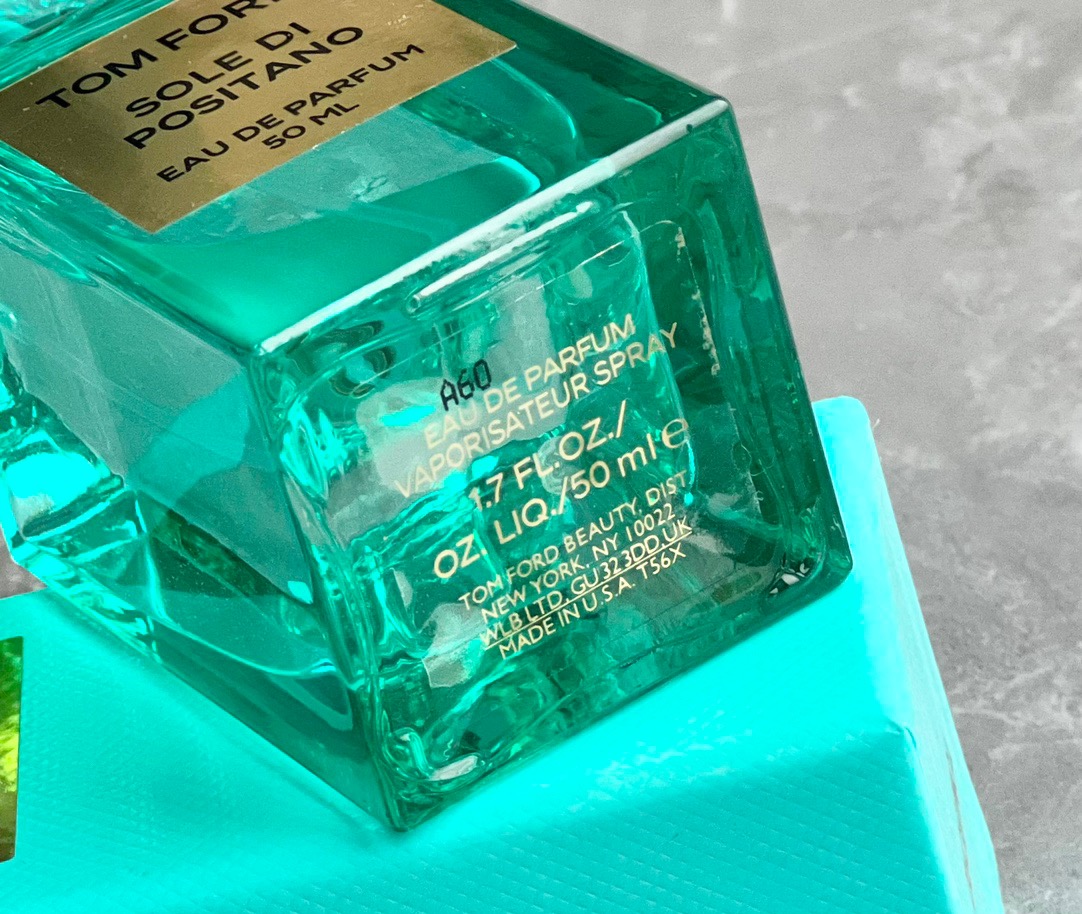 TOM FORD
SOLE DI
POSITANO
EAU DE PARFUM
50 ML
A60
EAU DE PARFUM
VAPORISATEUR SPRAY
1.7 FL.OZ./
OZ. LIQ./50 ml e
TOM FORD BEAUTY, DIST
NEW YORK, NY 10022
WLB LTD, GU32 3DD, UK
MADE IN U.S.A. T56X